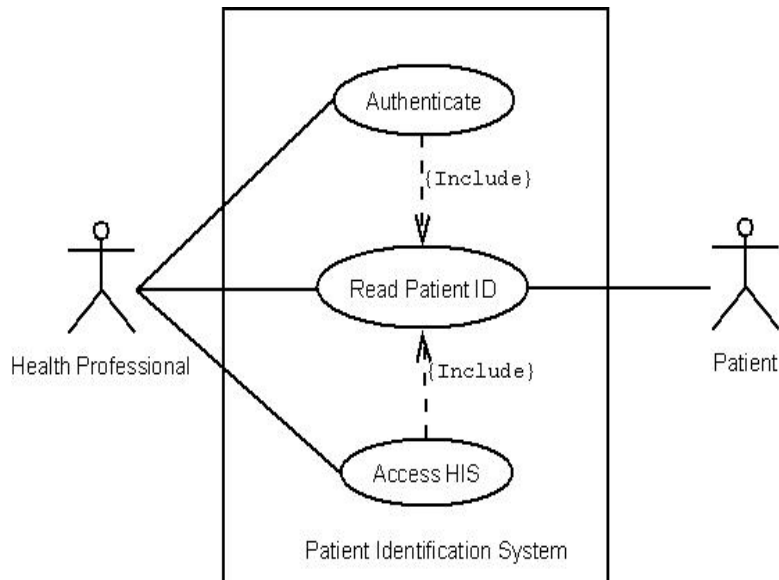 Authenticate
{Include}
Read Patient ID
Health Professional
Patient
{Include}
Access HIS
Patient Identification System